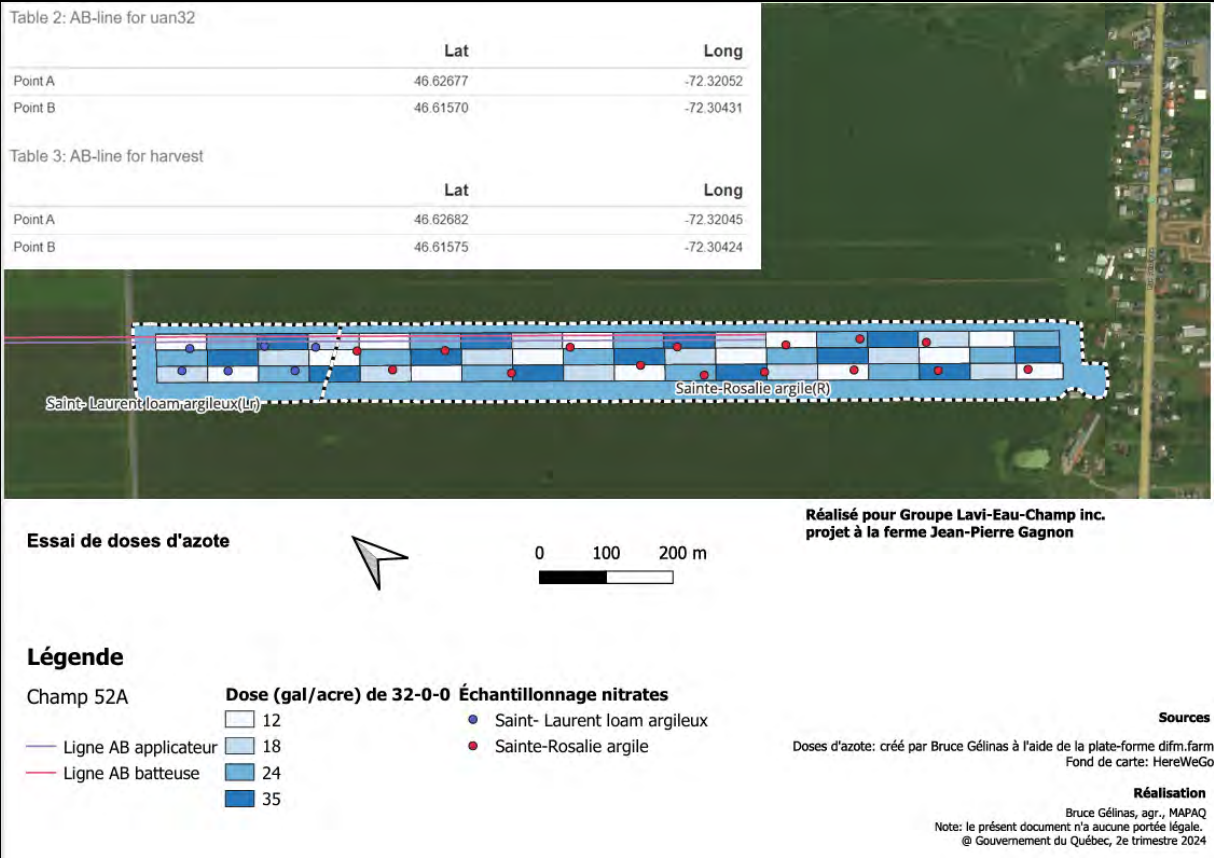 Table 2: AB-line for uan32
Lat Long
Point A 46.62677 -72.32052
Point B 46.61570 -72.30431
Table 3: AB-line for harvest
Lat Long
Point A 46.62682 -72.32045
Point B 46.61575 -72.30424
Sainte-Rosalie argile(R)
Saint- Laurent loam argileux(Lr)
Réalisé pour Groupe Lavi-Eau-Champ inc.
projet à la ferme Jean-Pierre Gagnon
Essai de doses d'azote
0 100 200 m
Légende
Champ 52A
Ligne AB applicateur
Ligne AB batteuse
Dose (gal/acre) de 32-0-0
12
18
24
35
Échantillonnage nitrates
Saint- Laurent loam argileux
Sainte-Rosalie argile
Sources
Doses d'azote: créé par Bruce Gélinas à l'aide de la plate-forme difm.farm
Fond de carte: HereWeGo
Réalisation
Bruce Gélinas, agr., MAPAQ
Note: le présent document n'a aucune portée légale.
@ Gouvernement du Québec, 2e trimestre 2024